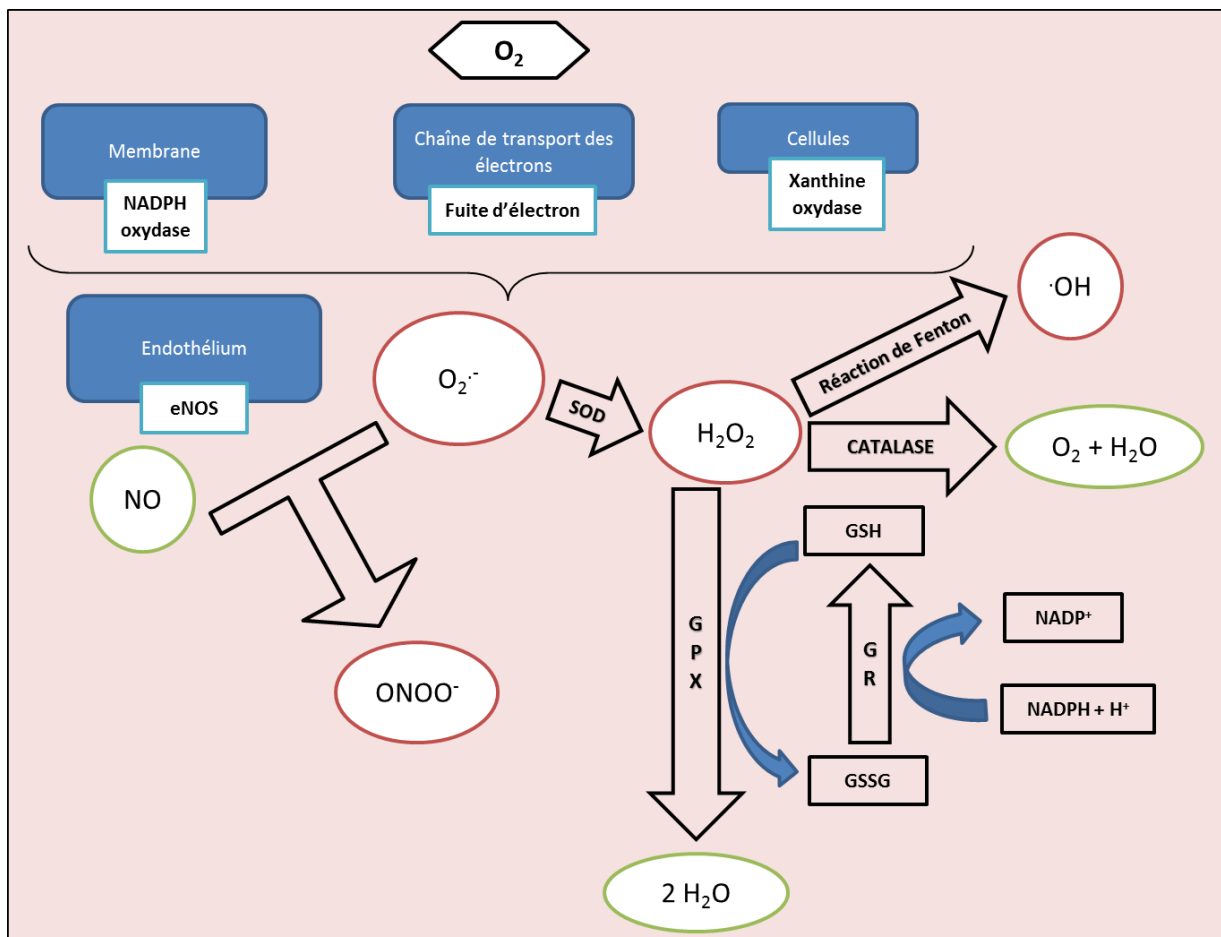 O₂
Membrane
NADPH
oxydase
Chaîne de transport des
électrons
Fuite d’électron
Cellules
Xanthine
oxydase
Endothélium
eNOS
NO
O₂·⁻
SOD
H₂O₂
Réaction de Fenton
·OH
CATALASE
O₂ + H₂O
ONOO⁻
G
P
X
GSH
G
R
GSSG
NADP⁺
NADPH + H⁺
2 H₂O